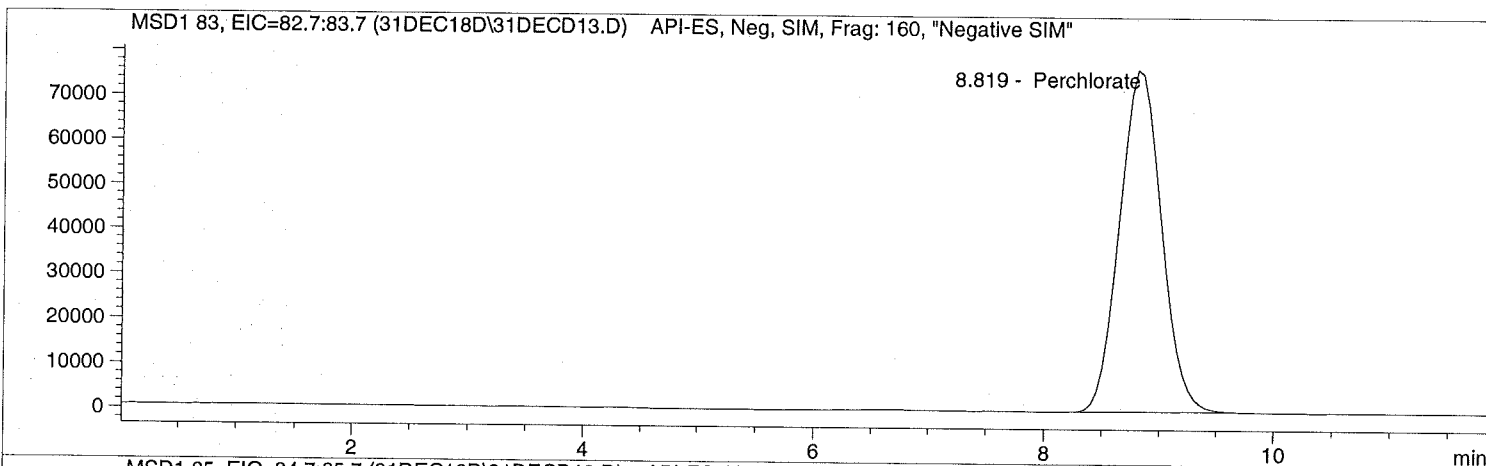 MSD1 83, EIC=82.7:83.7 (31DEC18D\31DECD13.D) API-ES, Neg, SIM, Frag: 160, "Negative SIM"
8.819 - Perchlorate
70000
60000
50000
40000
30000
20000
10000
0
2 4 6 8 10 min